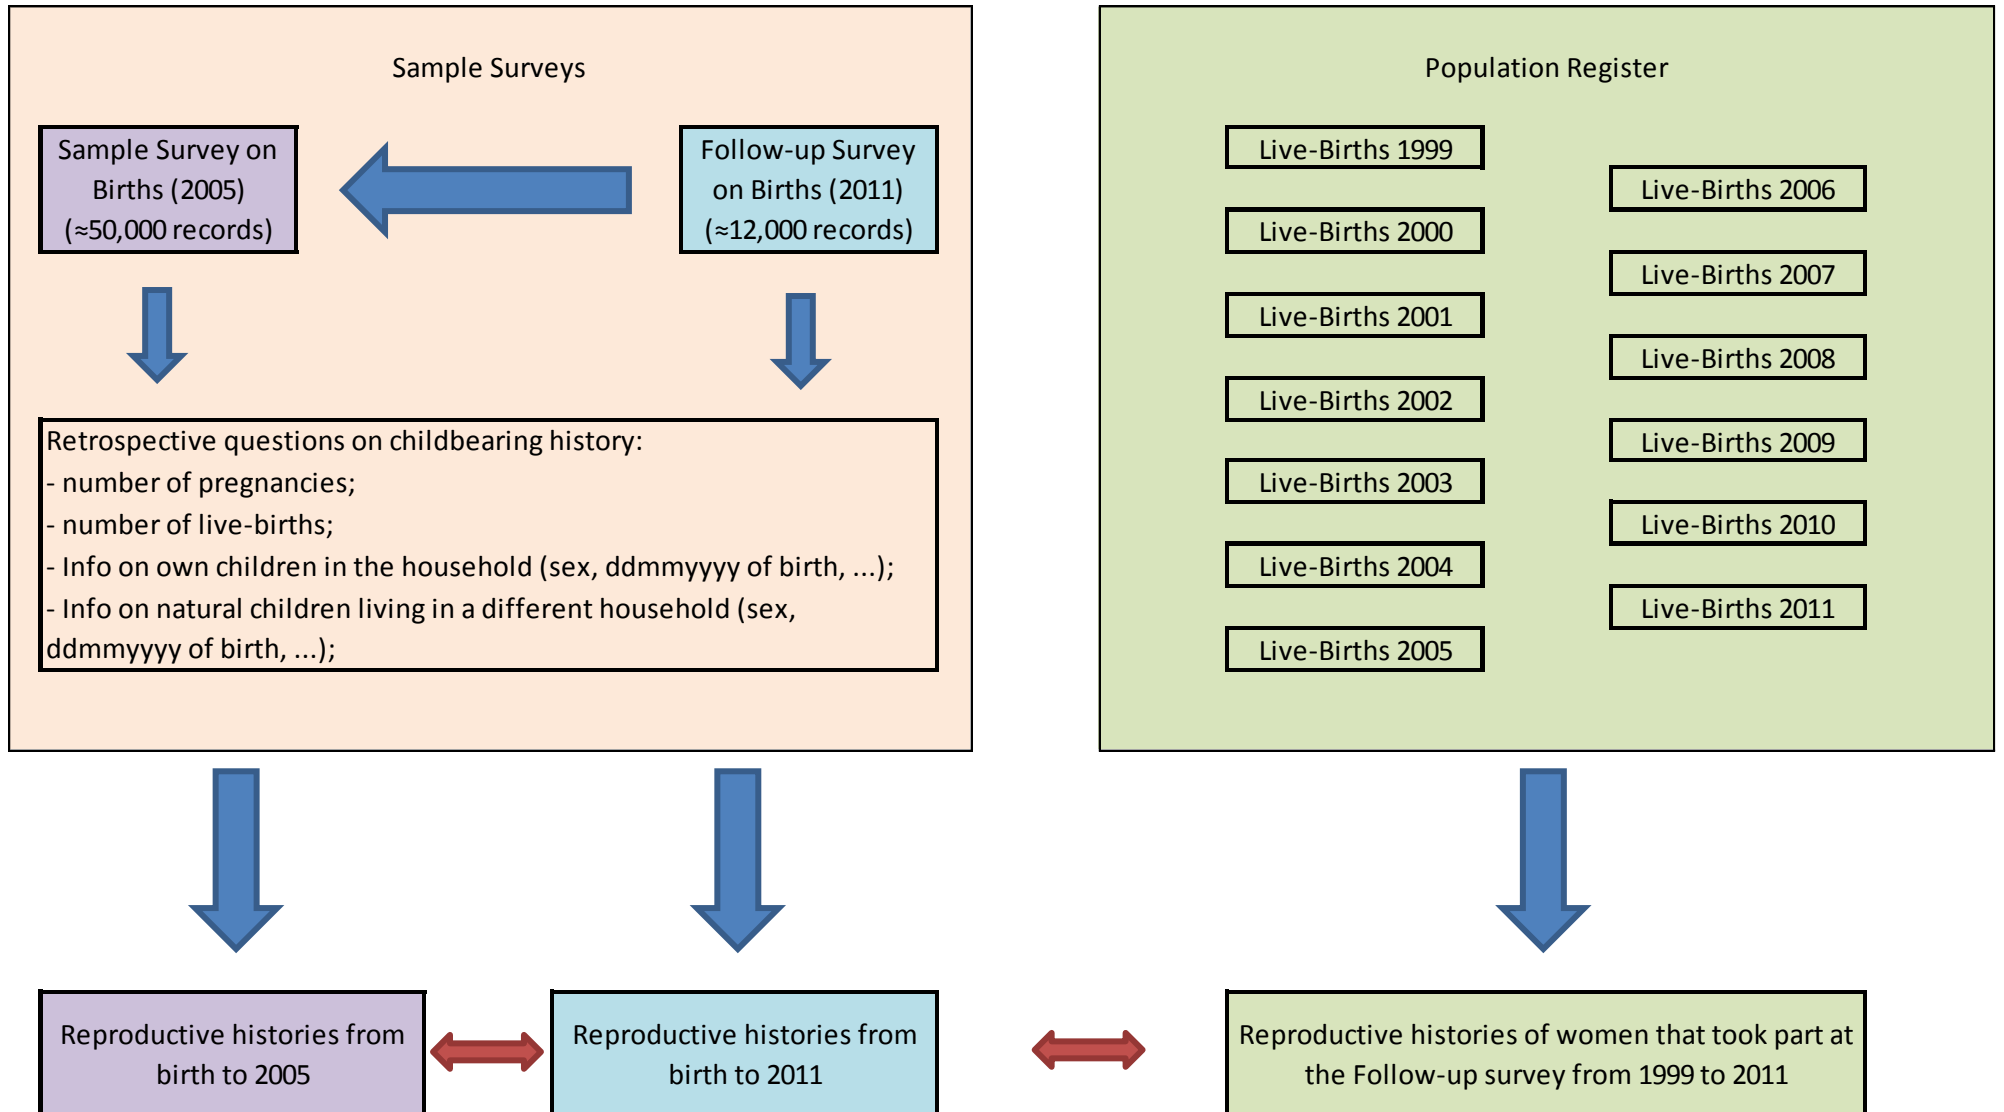 Sample Surveys
Sample Survey on
Births (2005)
(≈50,000 records)
Follow-up Survey
on Births (2011)
(≈12,000 records)
Retrospective questions on childbearing history:
- number of pregnancies;
- number of live-births;
- Info on own children in the household (sex, ddmmyyyy of birth, ...);
- Info on natural children living in a different household (sex,
ddmmyyyy of birth, ...);
Population Register
Live-Births 1999
Live-Births 2000
Live-Births 2001
Live-Births 2002
Live-Births 2003
Live-Births 2004
Live-Births 2005
Live-Births 2006
Live-Births 2007
Live-Births 2008
Live-Births 2009
Live-Births 2010
Live-Births 2011
Reproductive histories from
birth to 2005
Reproductive histories from
birth to 2011
Reproductive histories of women that took part at
the Follow-up survey from 1999 to 2011